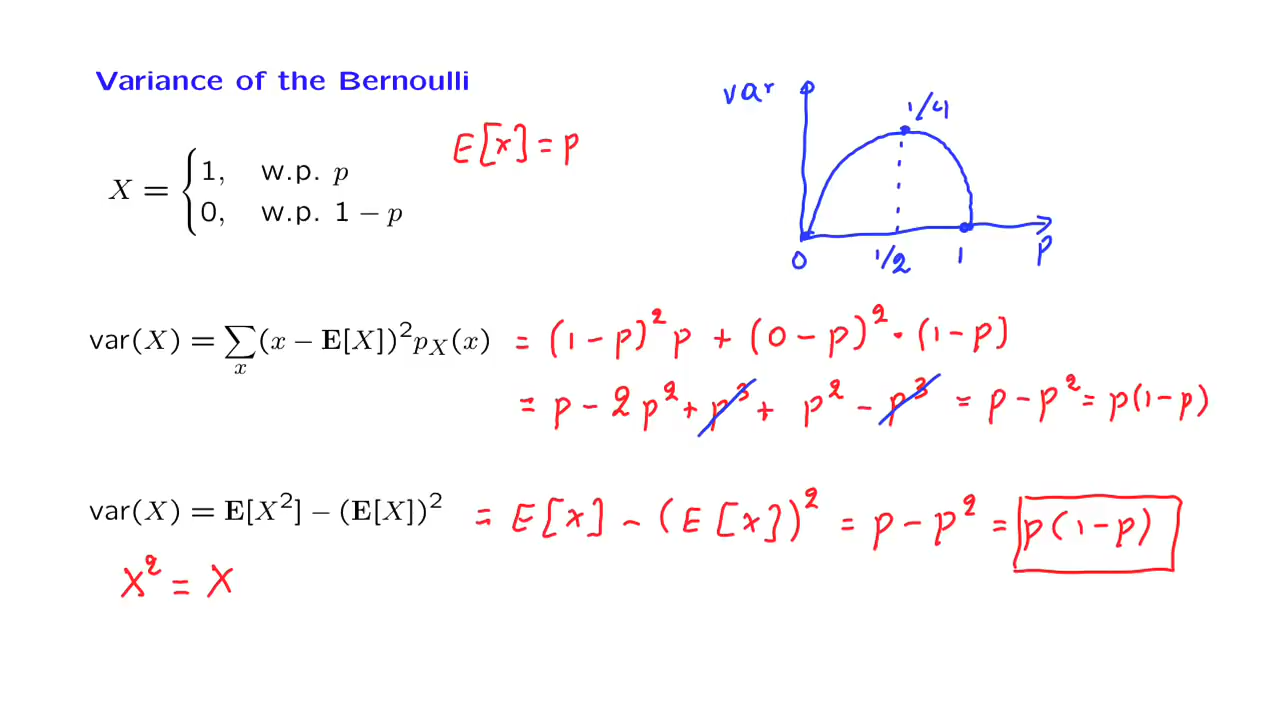 Variance of the Bernoulli
X = { 1, w.p. p
0, w.p. 1 − p
E[X] = p
var
1/4
0 1/2 1 p
var(X) = ∑ₓ (x − E[X])² p_X(x) = (1−p)² p + (0−p)² · (1−p)
= p − 2p² + p³ + p² − p³ = p − p² = p(1−p)
var(X) = E[X²] − (E[X])² = E[X] − (E[X])² = p − p² = p(1−p)
X² = X